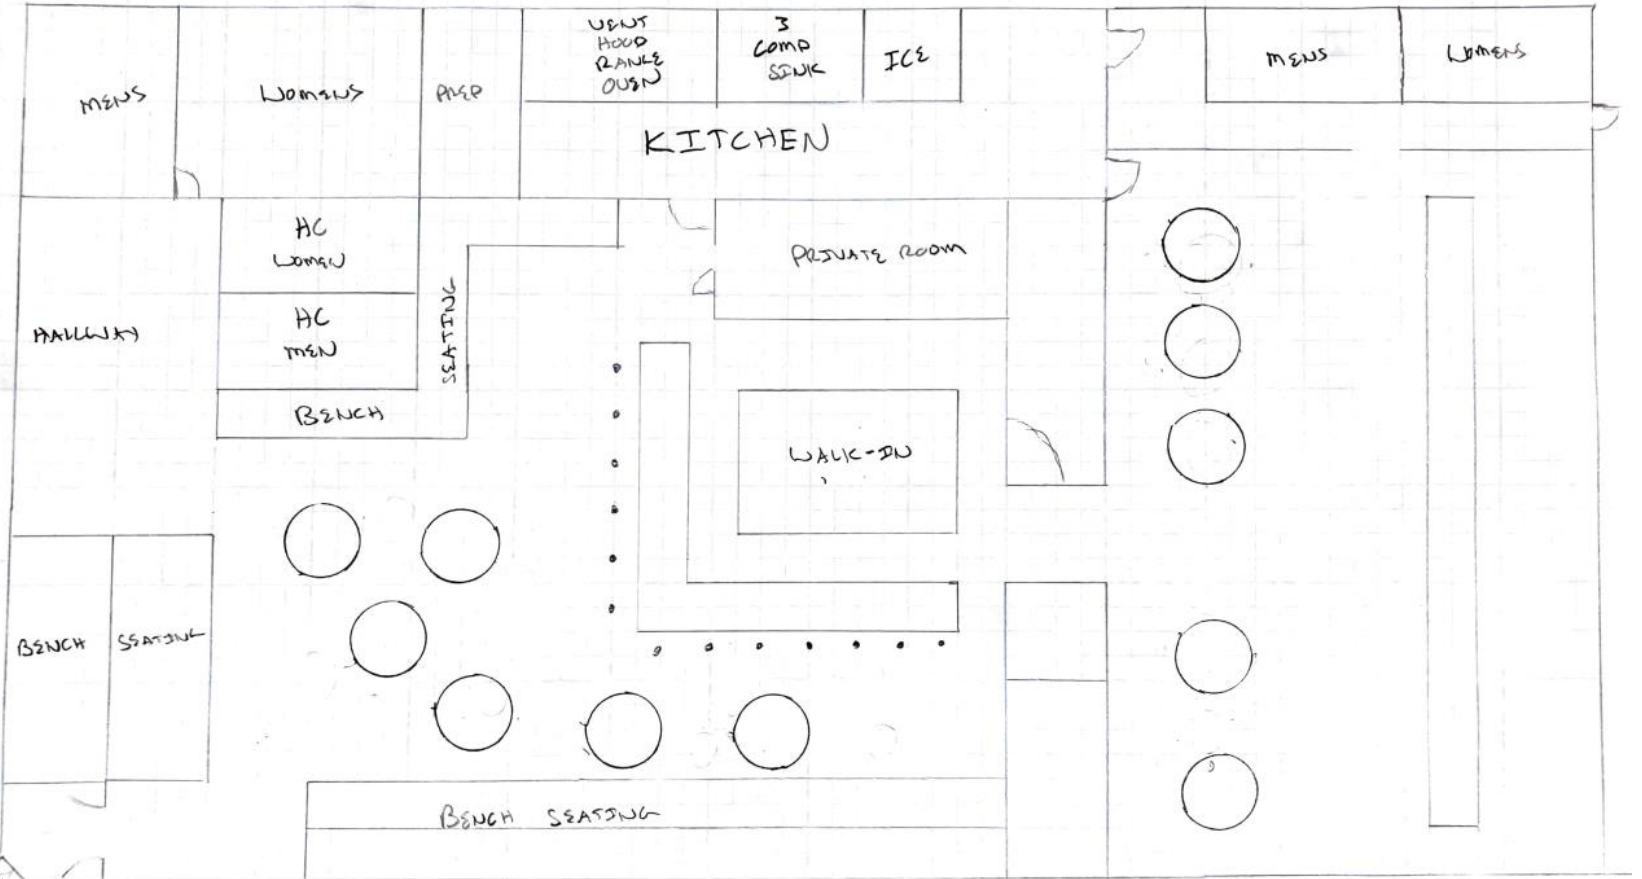 MENS
WOMENS
PREP
VENT
HOOD
RANGE
OVEN
3
COMP
SINK
ICE
MENS
WOMENS
KITCHEN
HC
WOMEN
PRIVATE ROOM
HALLWAY
HC
MEN
SEATING
BENCH
WALK-IN
BENCH
SEATING
BENCH SEATING